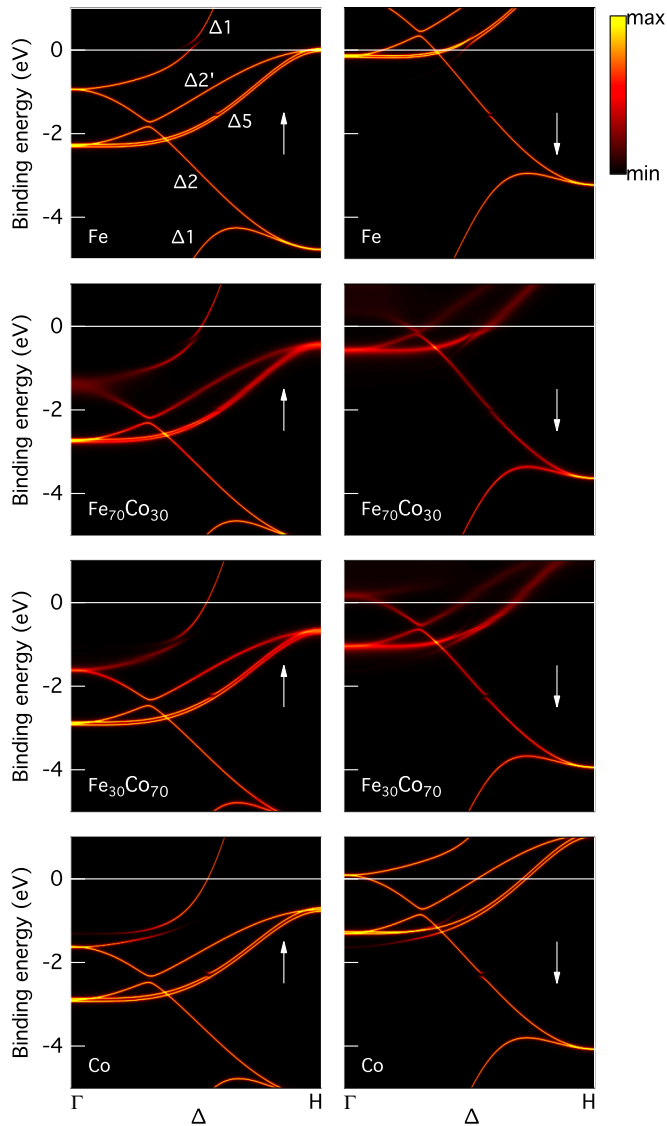 max
min
Binding energy (eV)
0
-2
-4
Δ1
Δ2'
Δ5
Δ2
Δ1
Fe
Fe
Binding energy (eV)
0
-2
-4
Fe₇₀Co₃₀
Fe₇₀Co₃₀
Binding energy (eV)
0
-2
-4
Fe₃₀Co₇₀
Fe₃₀Co₇₀
Binding energy (eV)
0
-2
-4
Co
Co
Γ Δ H
Γ Δ H